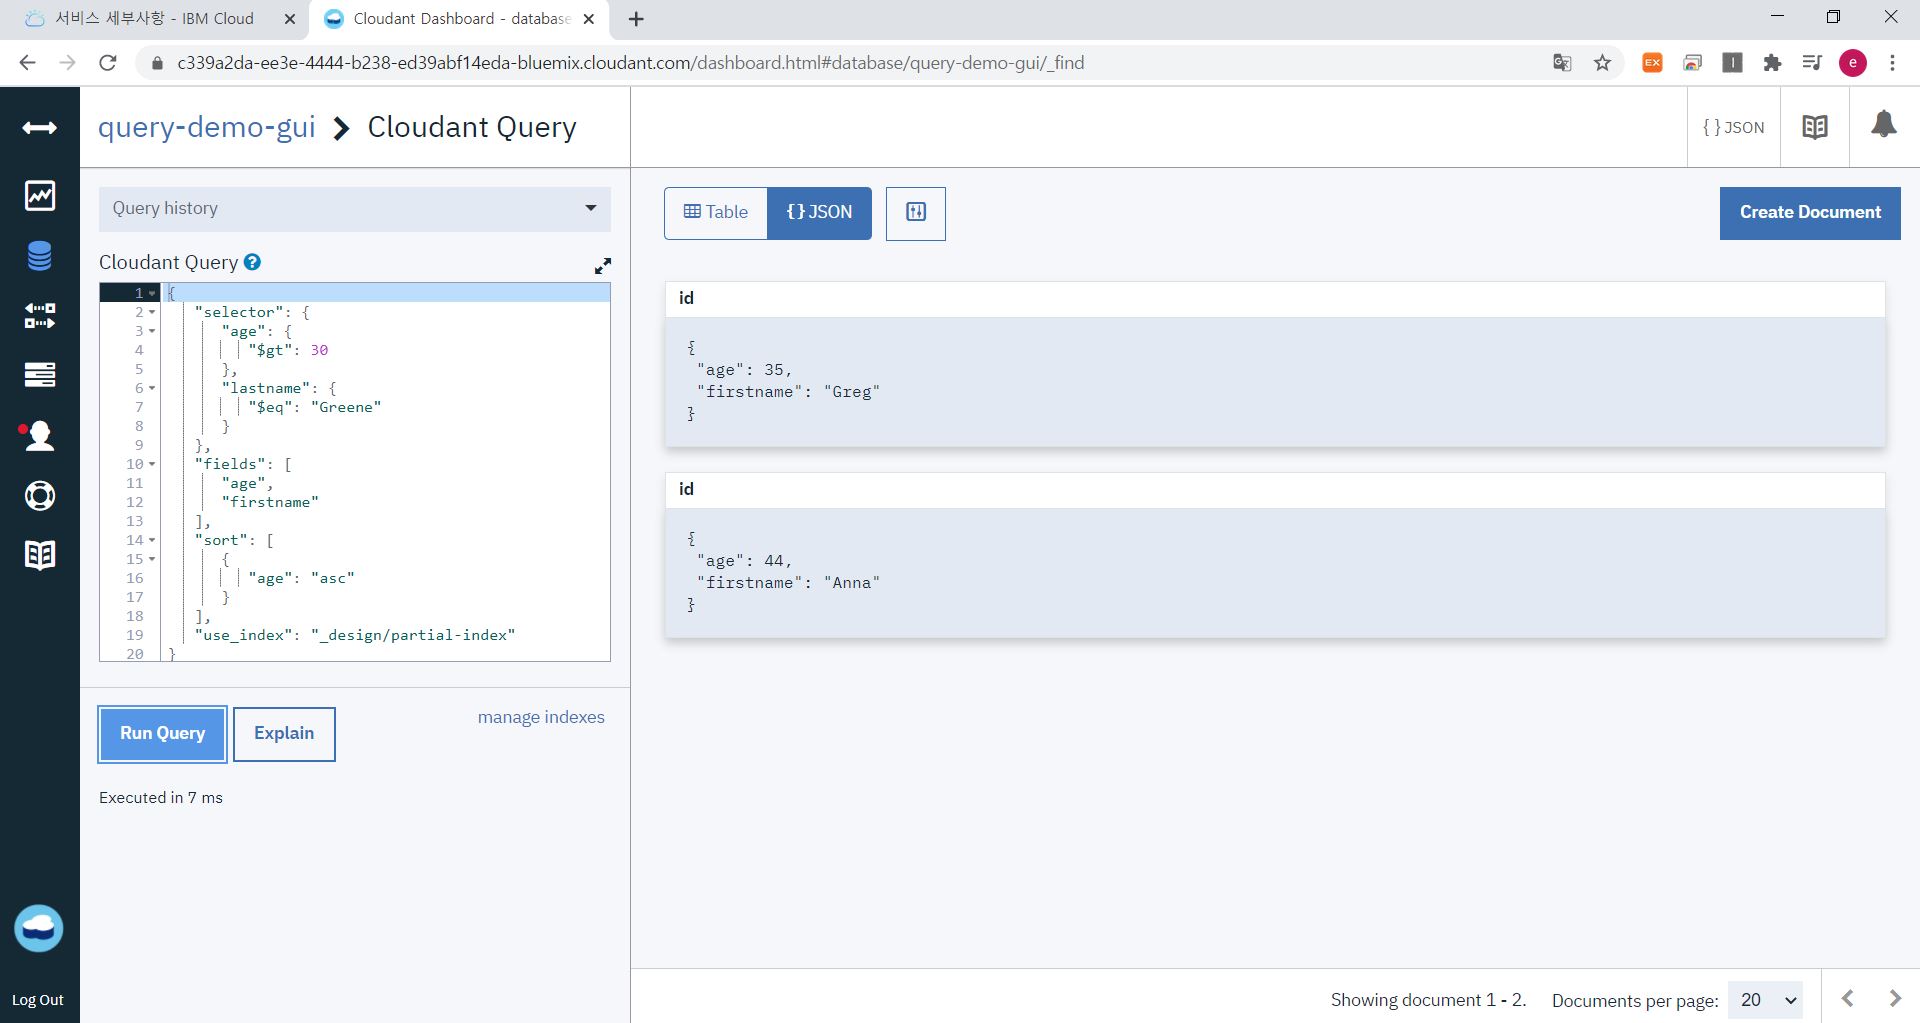 서비스 세부사항 - IBM Cloud
Cloudant Dashboard - database
c339a2da-ee3e-4444-b238-ed39abf14eda-bluemix.cloudant.com/dashboard.html#database/query-demo-gui/_find
EX
I
e
query-demo-gui > Cloudant Query
{ } JSON
Query history
Table
{} JSON
Create Document
Cloudant Query ?
1 {
2 "selector": {
3 "age": {
4 "$gt": 30
5 },
6 "lastname": {
7 "$eq": "Greene"
8 }
9 },
10 "fields": [
11 "age",
12 "firstname"
13 ],
14 "sort": [
15 {
16 "age": "asc"
17 }
18 ],
19 "use_index": "_design/partial-index"
20 }
Run Query
Explain
manage indexes
Executed in 7 ms
id
{
"age": 35,
"firstname": "Greg"
}
id
{
"age": 44,
"firstname": "Anna"
}
Log Out
Showing document 1 - 2.
Documents per page: 20